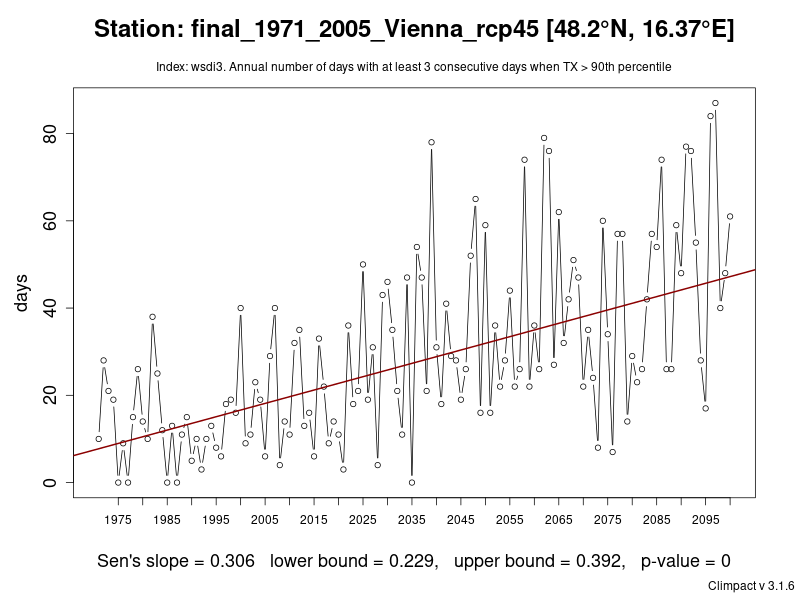 Station: final_1971_2005_Vienna_rcp45 [48.2°N, 16.37°E]
Index: wsdi3. Annual number of days with at least 3 consecutive days when TX > 90th percentile
80
60
40
20
0
days
1975 1985 1995 2005 2015 2025 2035 2045 2055 2065 2075 2085 2095
Sen's slope = 0.306 lower bound = 0.229, upper bound = 0.392, p-value = 0
Climpact v 3.1.6